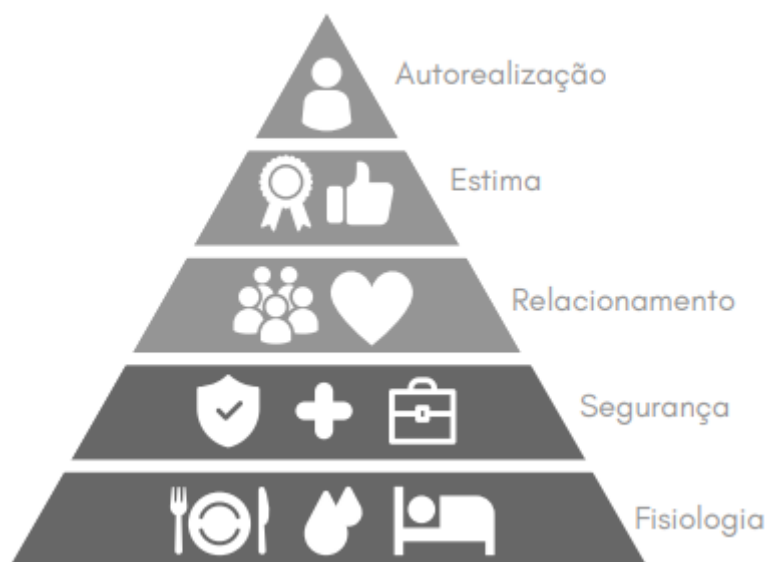 Autorealização
Estima
Relacionamento
Segurança
Fisiologia